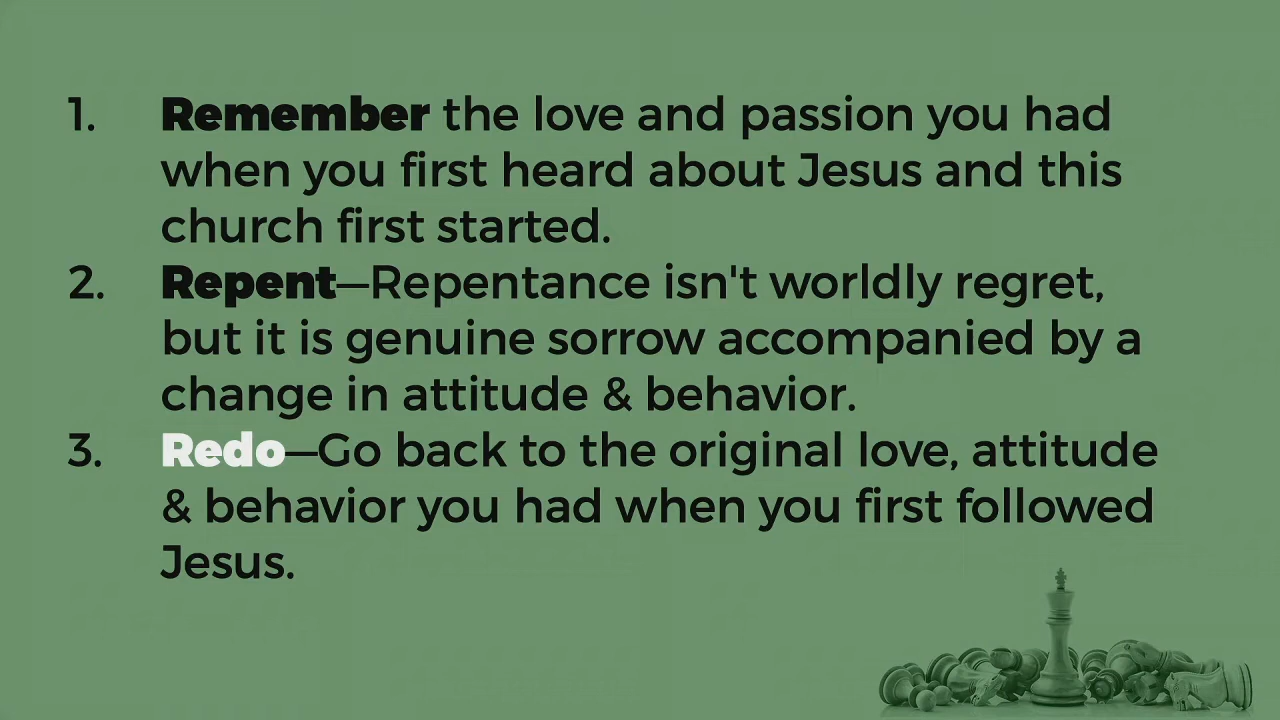 1. Remember the love and passion you had
when you first heard about Jesus and this
church first started.
2. Repent—Repentance isn't worldly regret,
but it is genuine sorrow accompanied by a
change in attitude & behavior.
3. Redo—Go back to the original love, attitude
& behavior you had when you first followed
Jesus.